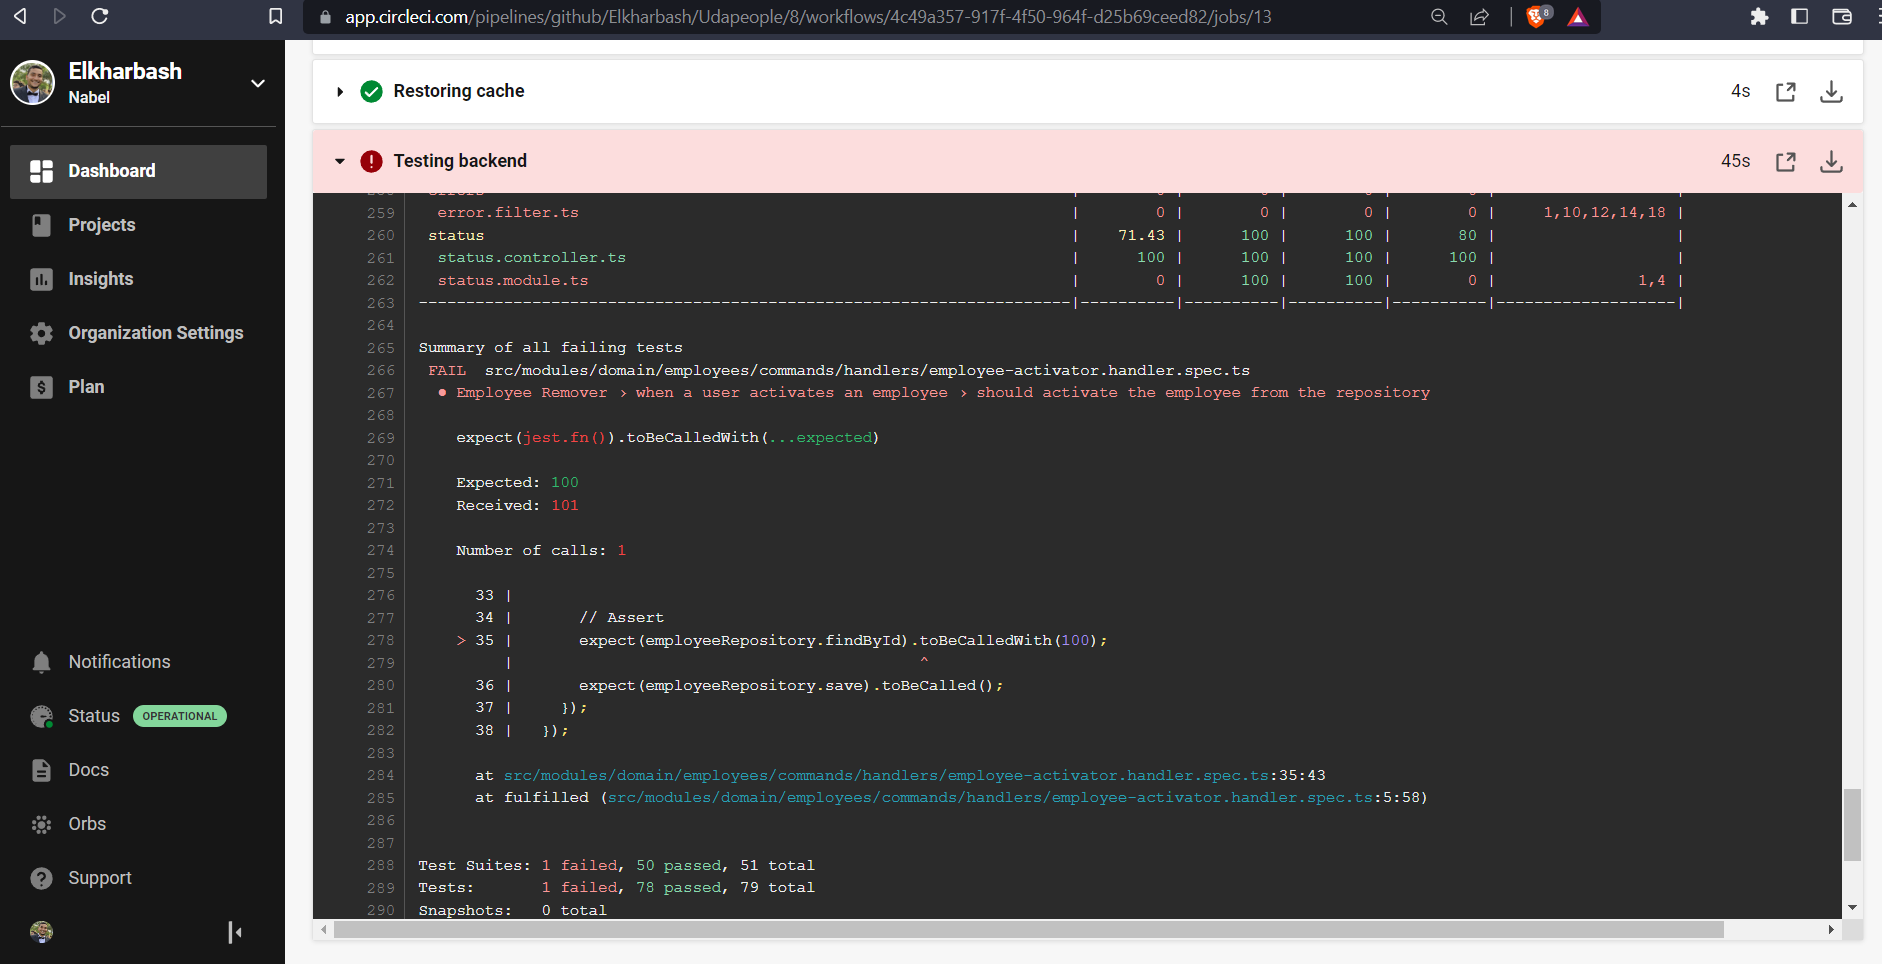 app.circleci.com/pipelines/github/Elkharbash/Udapeople/8/workflows/4c49a357-917f-4f50-964f-d25b69ceed82/jobs/13
8
Elkharbash
Nabel
Dashboard
Projects
Insights
Organization Settings
$ Plan
Notifications
Status OPERATIONAL
Docs
Orbs
? Support
Restoring cache 4s
! Testing backend 45s
259 error.filter.ts | 0 | 0 | 0 | 0 | 1,10,12,14,18 |
260 status | 71.43 | 100 | 100 | 80 | |
261 status.controller.ts | 100 | 100 | 100 | 100 | |
262 status.module.ts | 0 | 100 | 100 | 0 | 1,4 |
263 ---------------------------------------------------------------------|----------|----------|----------|----------|-------------------|
264
265 Summary of all failing tests
266 FAIL src/modules/domain/employees/commands/handlers/employee-activator.handler.spec.ts
267 ● Employee Remover › when a user activates an employee › should activate the employee from the repository
268
269 expect(jest.fn()).toBeCalledWith(...expected)
270
271 Expected: 100
272 Received: 101
273
274 Number of calls: 1
275
276 33 |
277 34 | // Assert
278 > 35 | expect(employeeRepository.findById).toBeCalledWith(100);
279 | ^
280 36 | expect(employeeRepository.save).toBeCalled();
281 37 | });
282 38 | });
283
284 at src/modules/domain/employees/commands/handlers/employee-activator.handler.spec.ts:35:43
285 at fulfilled (src/modules/domain/employees/commands/handlers/employee-activator.handler.spec.ts:5:58)
286
287
288 Test Suites: 1 failed, 50 passed, 51 total
289 Tests: 1 failed, 78 passed, 79 total
290 Snapshots: 0 total